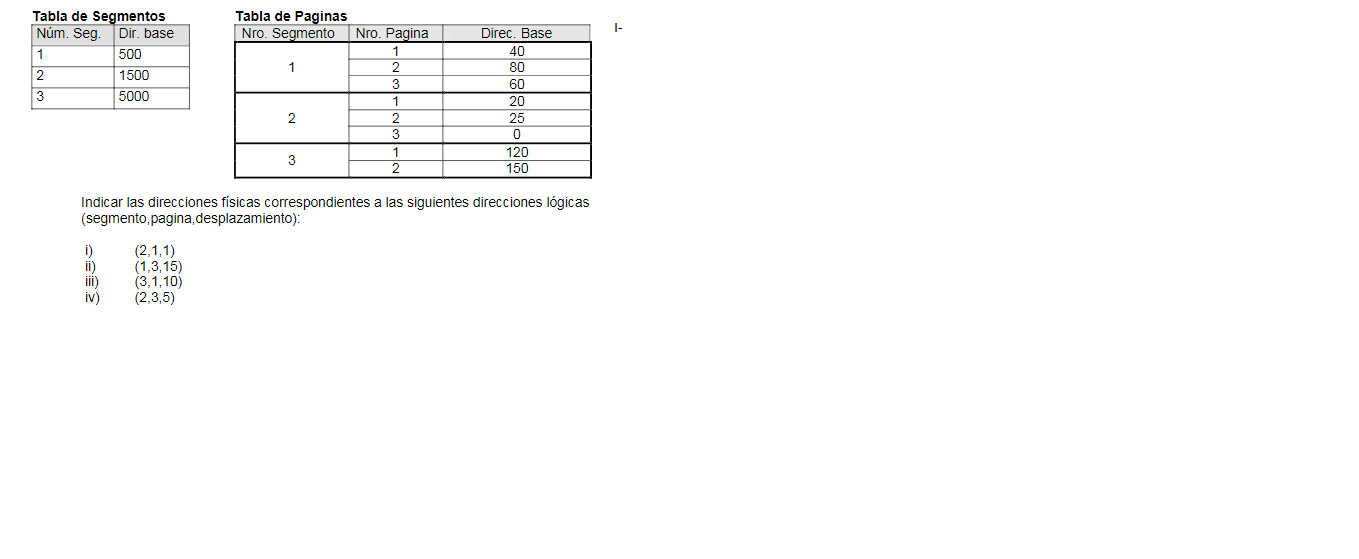 Tabla de Segmentos
Núm. Seg. Dir. base
1 500
2 1500
3 5000
Tabla de Paginas
Nro. Segmento Nro. Pagina Direc. Base
1 1 40
2 80
3 60
2 1 20
2 25
3 0
3 1 120
2 150
I-
Indicar las direcciones físicas correspondientes a las siguientes direcciones lógicas
(segmento,pagina,desplazamiento):
i) (2,1,1)
ii) (1,3,15)
iii) (3,1,10)
iv) (2,3,5)